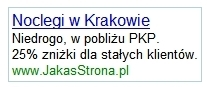 Noclegi w Krakowie
Niedrogo, w pobliżu PKP.
25% zniżki dla stałych klientów.
www.JakasStrona.pl